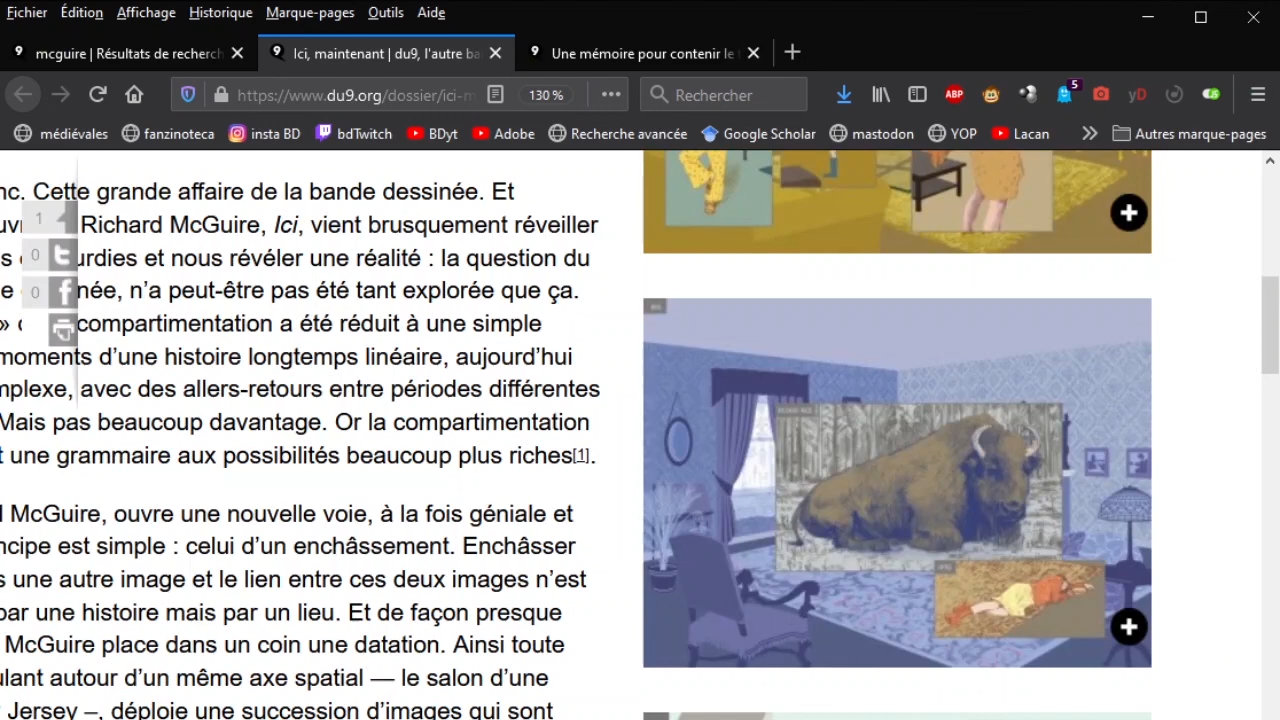 Fichier Édition Affichage Historique Marque-pages Outils Aide
mcguire | Résultats de recherch
Ici, maintenant | du9, l'autre ba
Une mémoire pour contenir le
https://www.du9.org/dossier/ici-m
130 %
Rechercher
ABP
5
yD
médiévales fanzinoteca insta BD bdTwitch BDyt Adobe Recherche avancée Google Scholar mastodon YOP Lacan Autres marque-pages
nc. Cette grande affaire de la bande dessinée. Et
uvr Richard McGuire, Ici, vient brusquement réveiller
s urdies et nous révéler une réalité : la question du
e née, n’a peut-être pas été tant explorée que ça.
» compartimentation a été réduit à une simple
moments d’une histoire longtemps linéaire, aujourd’hui
mplexe, avec des allers-retours entre périodes différentes
Mais pas beaucoup davantage. Or la compartimentation
t une grammaire aux possibilités beaucoup plus riches[1].
l McGuire, ouvre une nouvelle voie, à la fois géniale et
ncipe est simple : celui d’un enchâssement. Enchâsser
s une autre image et le lien entre ces deux images n’est
par une histoire mais par un lieu. Et de façon presque
McGuire place dans un coin une datation. Ainsi toute
ulant autour d’un même axe spatial — le salon d’une
Jersey –, déploie une succession d’images qui sont
1
0
0